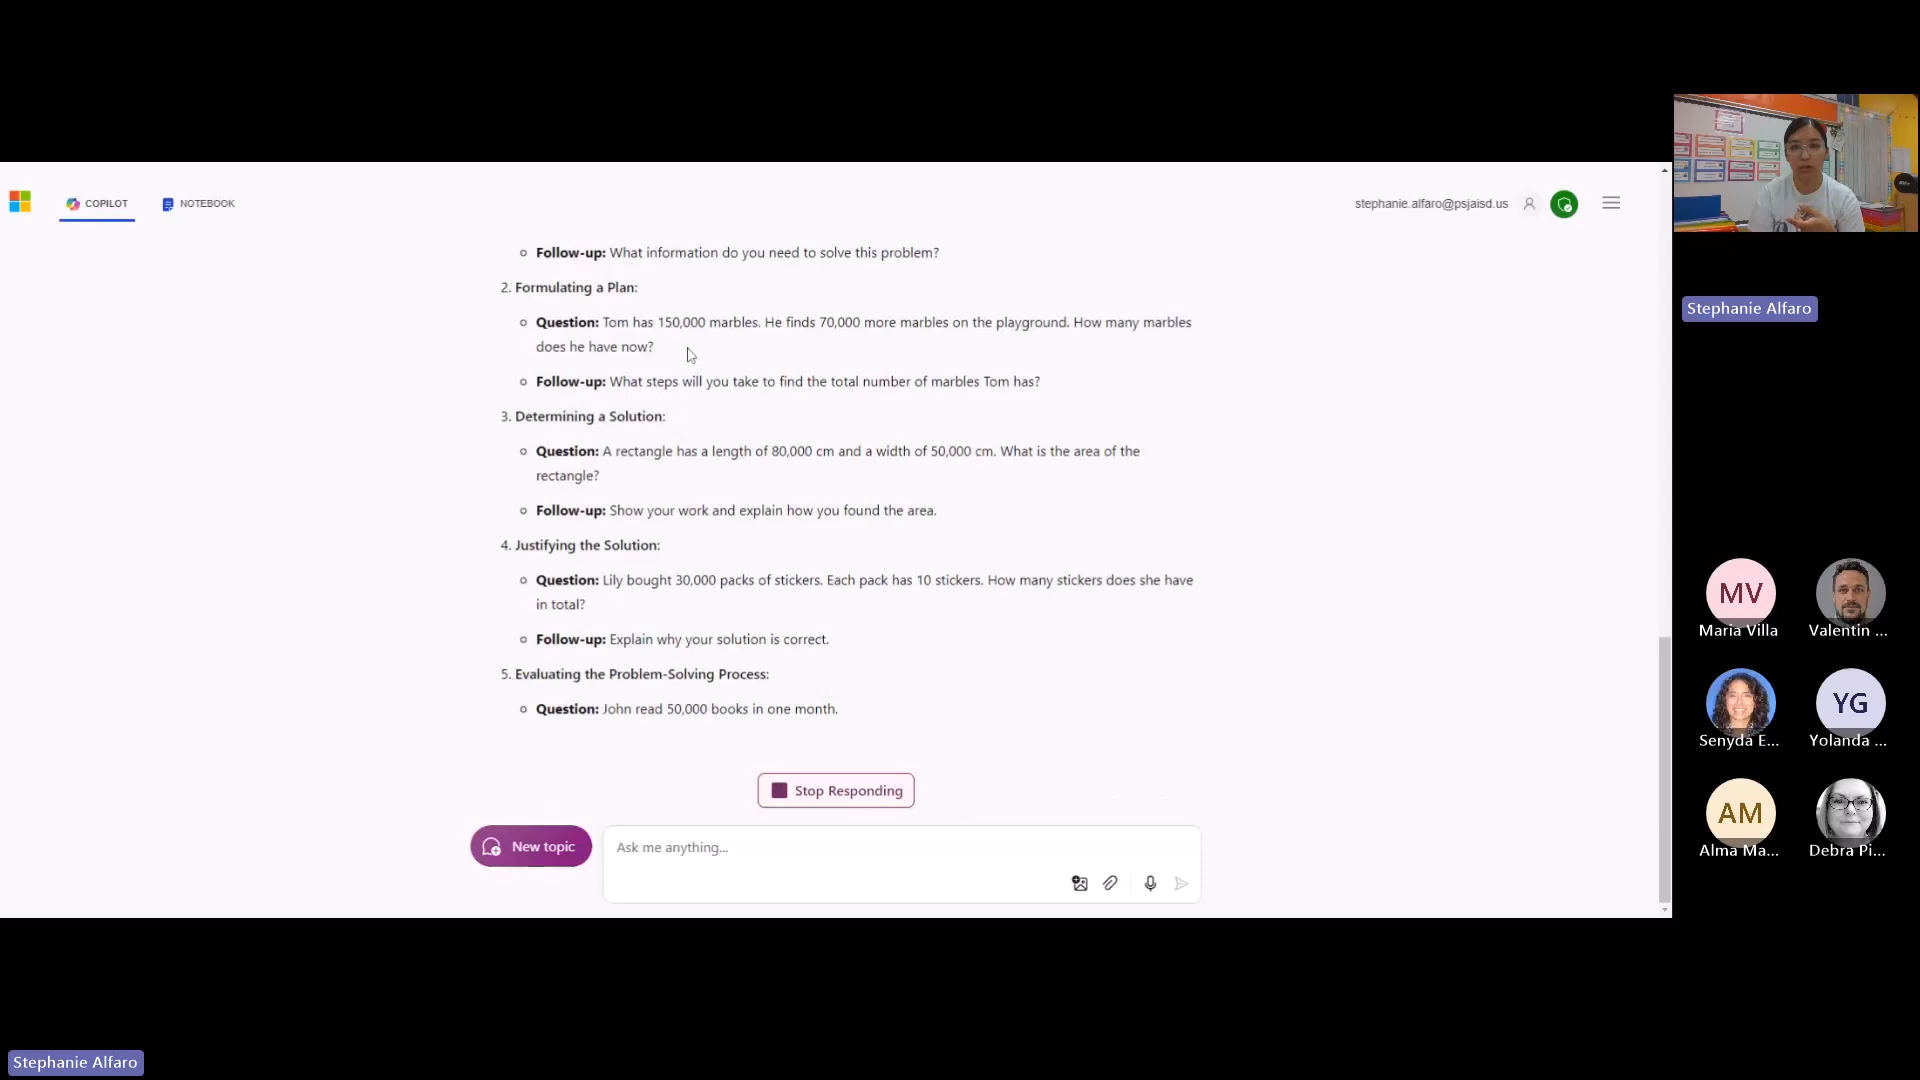 COPILOT
NOTEBOOK
stephanie.alfaro@psjaisd.us
Follow-up: What information do you need to solve this problem?
2. Formulating a Plan:
Question: Tom has 150,000 marbles. He finds 70,000 more marbles on the playground. How many marbles
does he have now?
Follow-up: What steps will you take to find the total number of marbles Tom has?
3. Determining a Solution:
Question: A rectangle has a length of 80,000 cm and a width of 50,000 cm. What is the area of the
rectangle?
Follow-up: Show your work and explain how you found the area.
4. Justifying the Solution:
Question: Lily bought 30,000 packs of stickers. Each pack has 10 stickers. How many stickers does she have
in total?
Follow-up: Explain why your solution is correct.
5. Evaluating the Problem-Solving Process:
Question: John read 50,000 books in one month.
Stop Responding
New topic
Ask me anything...
Stephanie Alfaro
MV
Maria Villa
Valentin ...
Senyda E...
YG
Yolanda ...
AM
Alma Ma...
Debra Pi...
Stephanie Alfaro